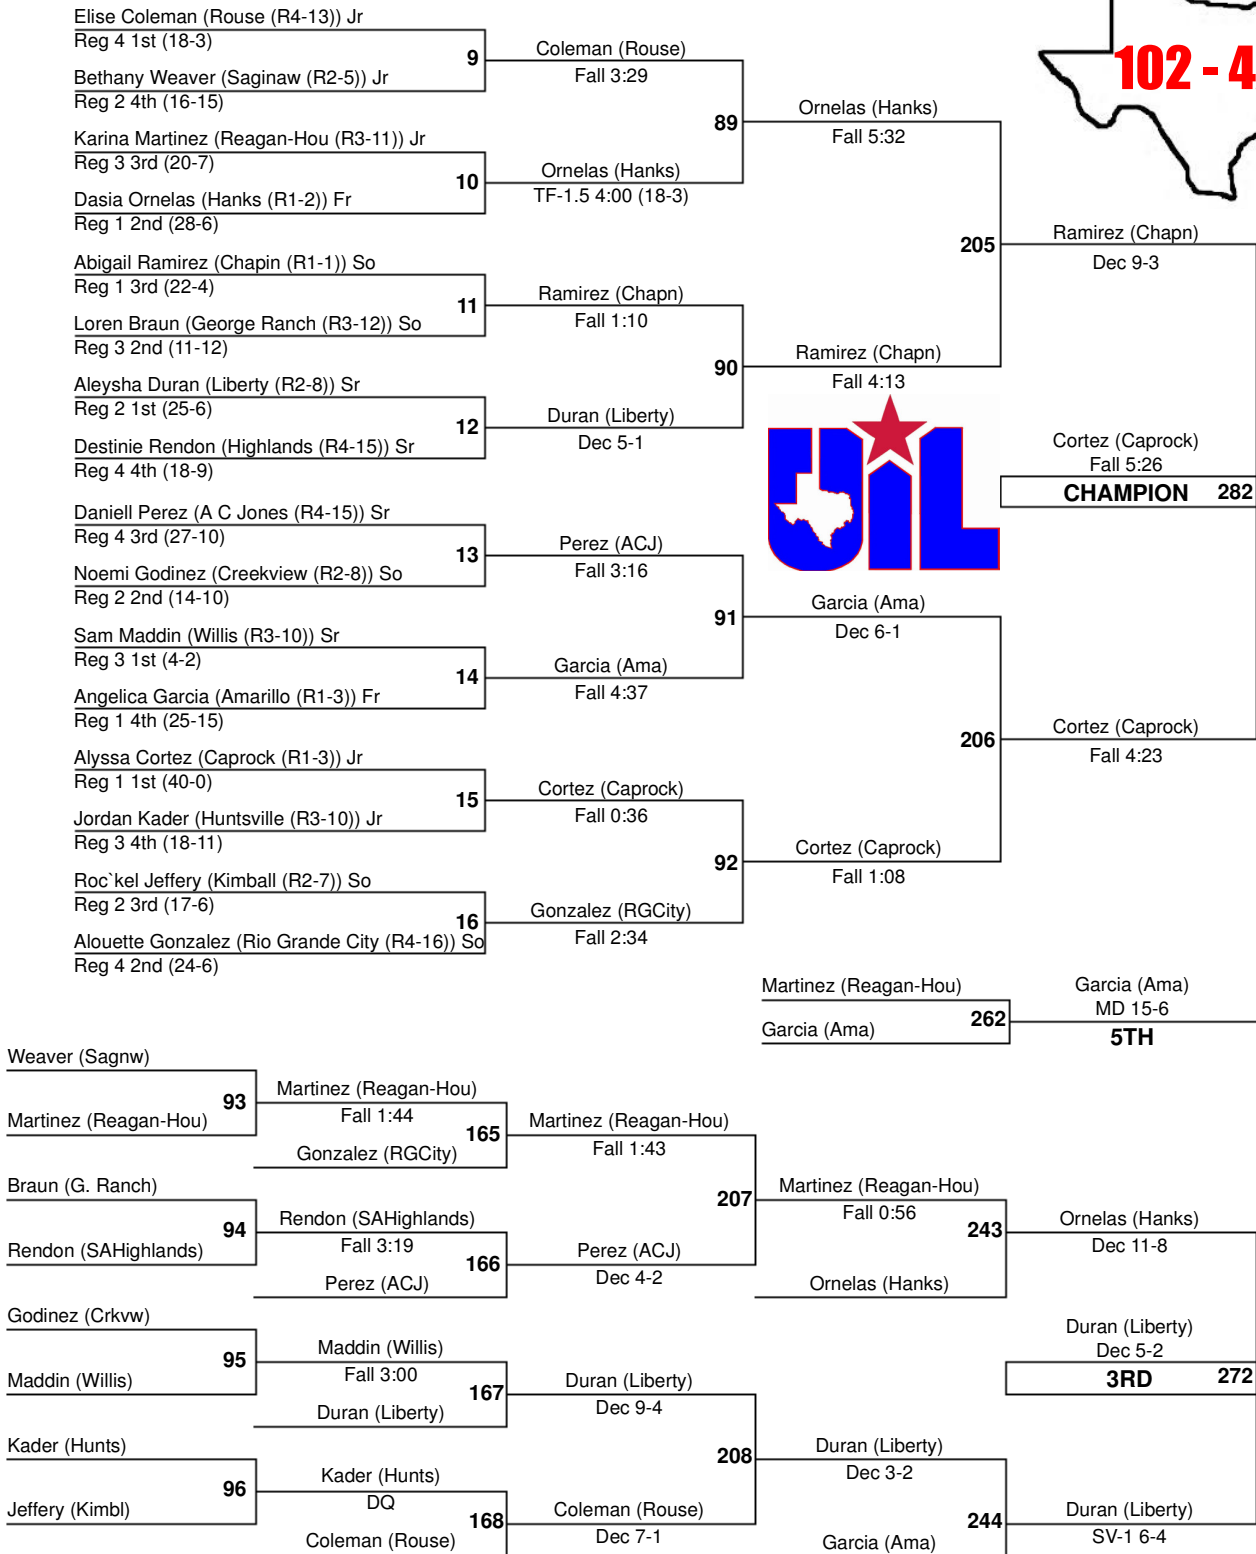 102 - 4
Elise Coleman (Rouse (R4-13)) Jr
Reg 4 1st (18-3)
9
Bethany Weaver (Saginaw (R2-5)) Jr
Reg 2 4th (16-15)
Karina Martinez (Reagan-Hou (R3-11)) Jr
Reg 3 3rd (20-7)
10
Dasia Ornelas (Hanks (R1-2)) Fr
Reg 1 2nd (28-6)
Abigail Ramirez (Chapin (R1-1)) So
Reg 1 3rd (22-4)
11
Loren Braun (George Ranch (R3-12)) So
Reg 3 2nd (11-12)
Aleysha Duran (Liberty (R2-8)) Sr
Reg 2 1st (25-6)
12
Destinie Rendon (Highlands (R4-15)) Sr
Reg 4 4th (18-9)
Daniell Perez (A C Jones (R4-15)) Sr
Reg 4 3rd (27-10)
13
Noemi Godinez (Creekview (R2-8)) So
Reg 2 2nd (14-10)
Sam Maddin (Willis (R3-10)) Sr
Reg 3 1st (4-2)
14
Angelica Garcia (Amarillo (R1-3)) Fr
Reg 1 4th (25-15)
Alyssa Cortez (Caprock (R1-3)) Jr
Reg 1 1st (40-0)
15
Jordan Kader (Huntsville (R3-10)) Jr
Reg 3 4th (18-11)
Roc`kel Jeffery (Kimball (R2-7)) So
Reg 2 3rd (17-6)
16
Alouette Gonzalez (Rio Grande City (R4-16)) So
Reg 4 2nd (24-6)
Coleman (Rouse)
Fall 3:29
89
Ornelas (Hanks)
TF-1.5 4:00 (18-3)
Ramirez (Chapn)
Fall 1:10
90
Duran (Liberty)
Dec 5-1
Perez (ACJ)
Fall 3:16
91
Garcia (Ama)
Fall 4:37
Cortez (Caprock)
Fall 0:36
92
Gonzalez (RGCity)
Fall 2:34
Ornelas (Hanks)
Fall 5:32
205
Ramirez (Chapn)
Fall 4:13
UIL
Garcia (Ama)
Dec 6-1
206
Cortez (Caprock)
Fall 1:08
Ramirez (Chapn)
Dec 9-3
Cortez (Caprock)
Fall 5:26
CHAMPION 282
Cortez (Caprock)
Fall 4:23
Martinez (Reagan-Hou)
262
Garcia (Ama)
Garcia (Ama)
MD 15-6
5TH
Weaver (Sagnw)
93
Martinez (Reagan-Hou)
Braun (G. Ranch)
94
Rendon (SAHighlands)
Godinez (Crkvw)
95
Maddin (Willis)
Kader (Hunts)
96
Jeffery (Kimbl)
Martinez (Reagan-Hou)
Fall 1:44
165
Gonzalez (RGCity)
Rendon (SAHighlands)
Fall 3:19
166
Perez (ACJ)
Maddin (Willis)
Fall 3:00
167
Duran (Liberty)
Kader (Hunts)
DQ
168
Coleman (Rouse)
Martinez (Reagan-Hou)
Fall 1:43
207
Perez (ACJ)
Dec 4-2
Duran (Liberty)
Dec 9-4
208
Coleman (Rouse)
Dec 7-1
Martinez (Reagan-Hou)
Fall 0:56
243
Ornelas (Hanks)
Duran (Liberty)
Dec 3-2
244
Garcia (Ama)
Ornelas (Hanks)
Dec 11-8
Duran (Liberty)
Dec 5-2
3RD 272
Duran (Liberty)
SV-1 6-4